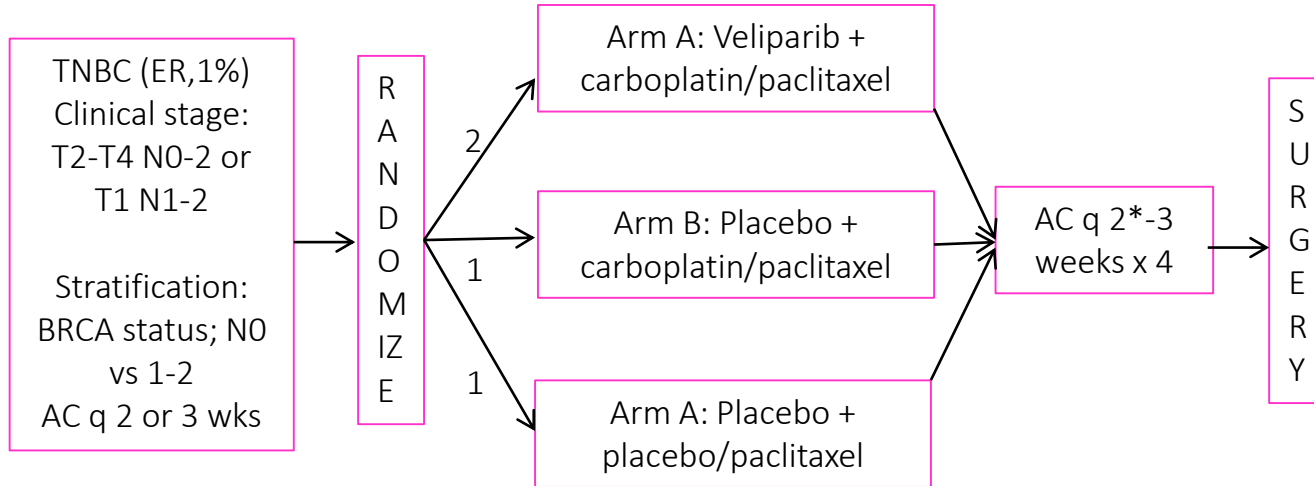 TNBC (ER,1%)
Clinical stage:
T2-T4 N0-2 or
T1 N1-2
Stratification:
BRCA status; N0
vs 1-2
AC q 2 or 3 wks
R
A
N
D
O
M
IZ
E
2
1
1
Arm A: Veliparib +
carboplatin/paclitaxel
Arm B: Placebo +
carboplatin/paclitaxel
Arm A: Placebo +
placebo/paclitaxel
AC q 2*-3
weeks x 4
S
U
R
G
E
R
Y